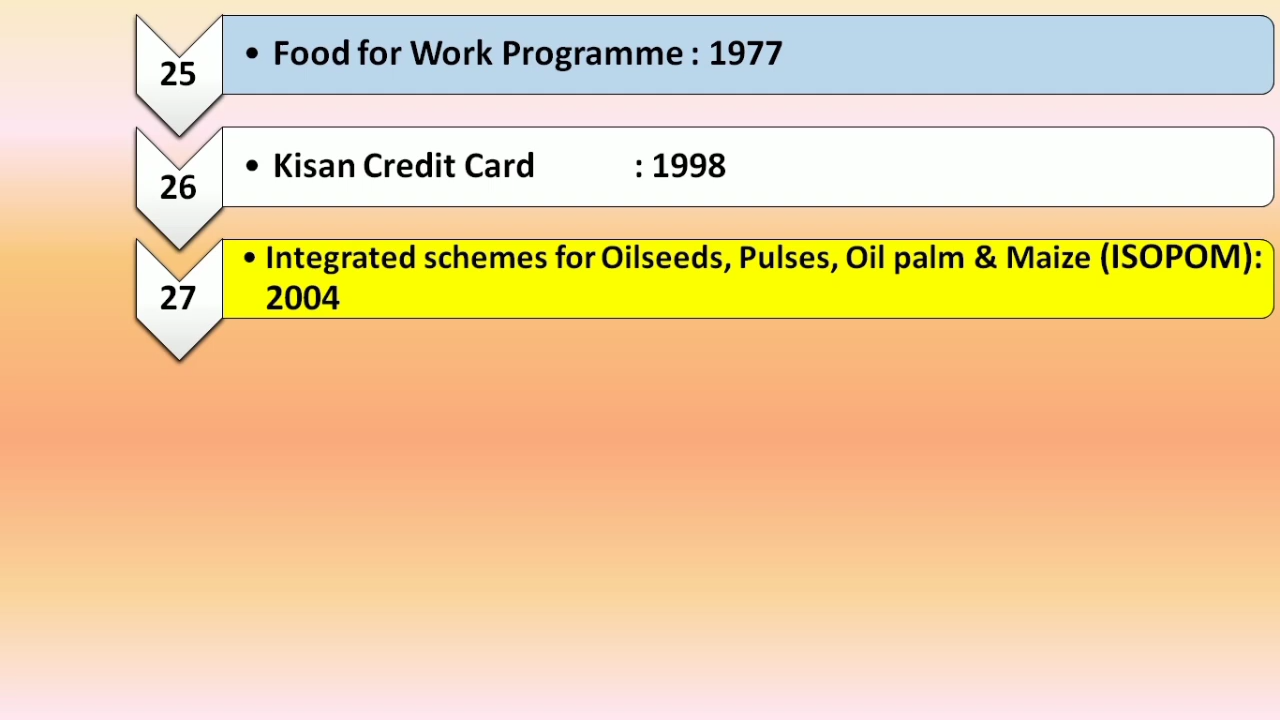 25
• Food for Work Programme : 1977
26
• Kisan Credit Card : 1998
27
• Integrated schemes for Oilseeds, Pulses, Oil palm & Maize (ISOPOM):
2004